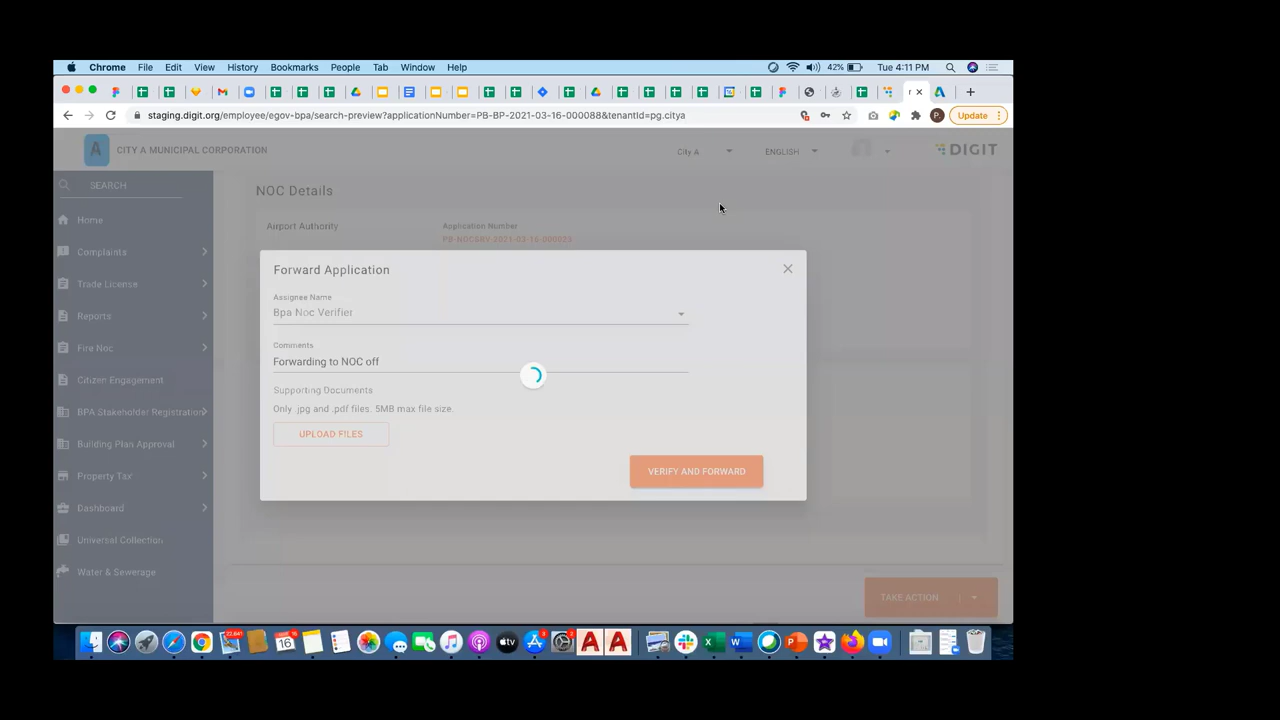 Chrome File Edit View History Bookmarks People Tab Window Help 42% Tue 4:11 PM
staging.digit.org/employee/egov-bpa/search-preview?applicationNumber=PB-BP-2021-03-16-000088&tenantId=pg.citya Update
A CITY A MUNICIPAL CORPORATION City A ENGLISH DIGIT
SEARCH
Home
Complaints
Trade License
Reports
Fire Noc
Citizen Engagement
BPA Stakeholder Registration
Building Plan Approval
Property Tax
Dashboard
Universal Collection
Water & Sewerage
NOC Details
Airport Authority
Application Number
PB-NOCSRV-2021-03-16-000023
Forward Application
Assignee Name
Bpa Noc Verifier
Comments
Forwarding to NOC off
Supporting Documents
Only .jpg and .pdf files. 5MB max file size.
UPLOAD FILES
VERIFY AND FORWARD
TAKE ACTION